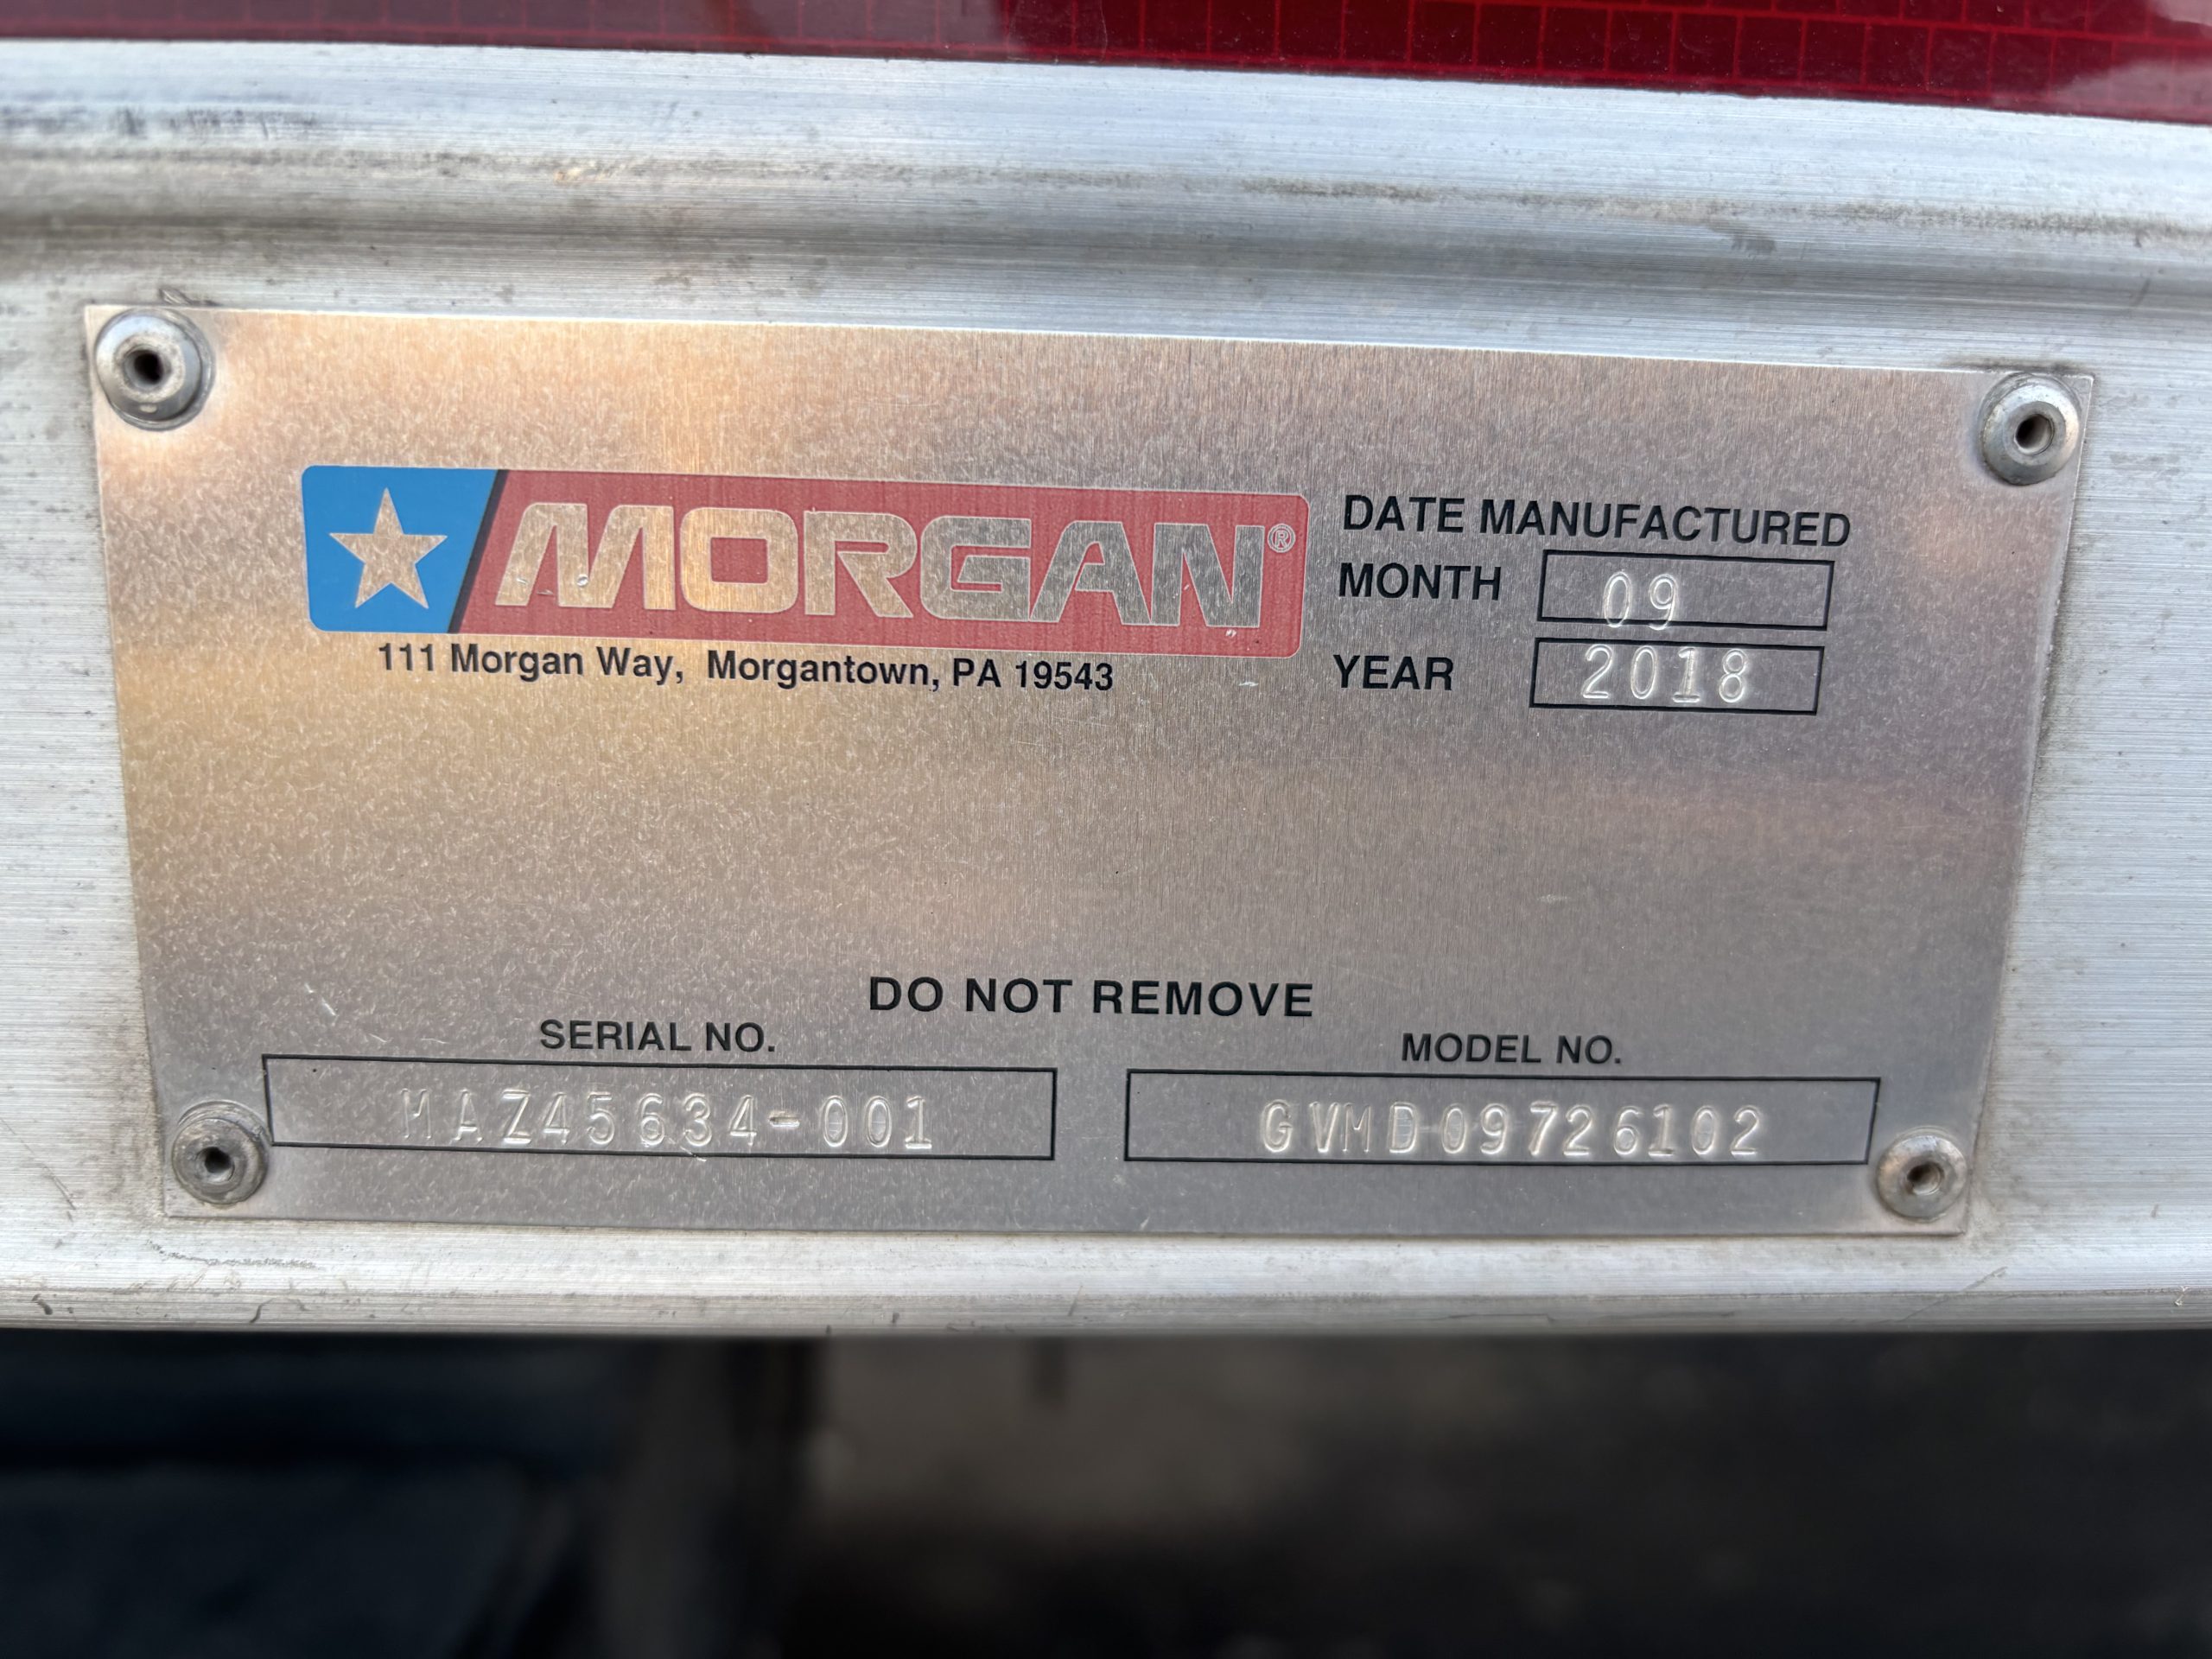 MORGAN®
111 Morgan Way, Morgantown, PA 19543
DATE MANUFACTURED
MONTH 09
YEAR 2018
DO NOT REMOVE
SERIAL NO.
MAZ45634-001
MODEL NO.
GVMD09726102